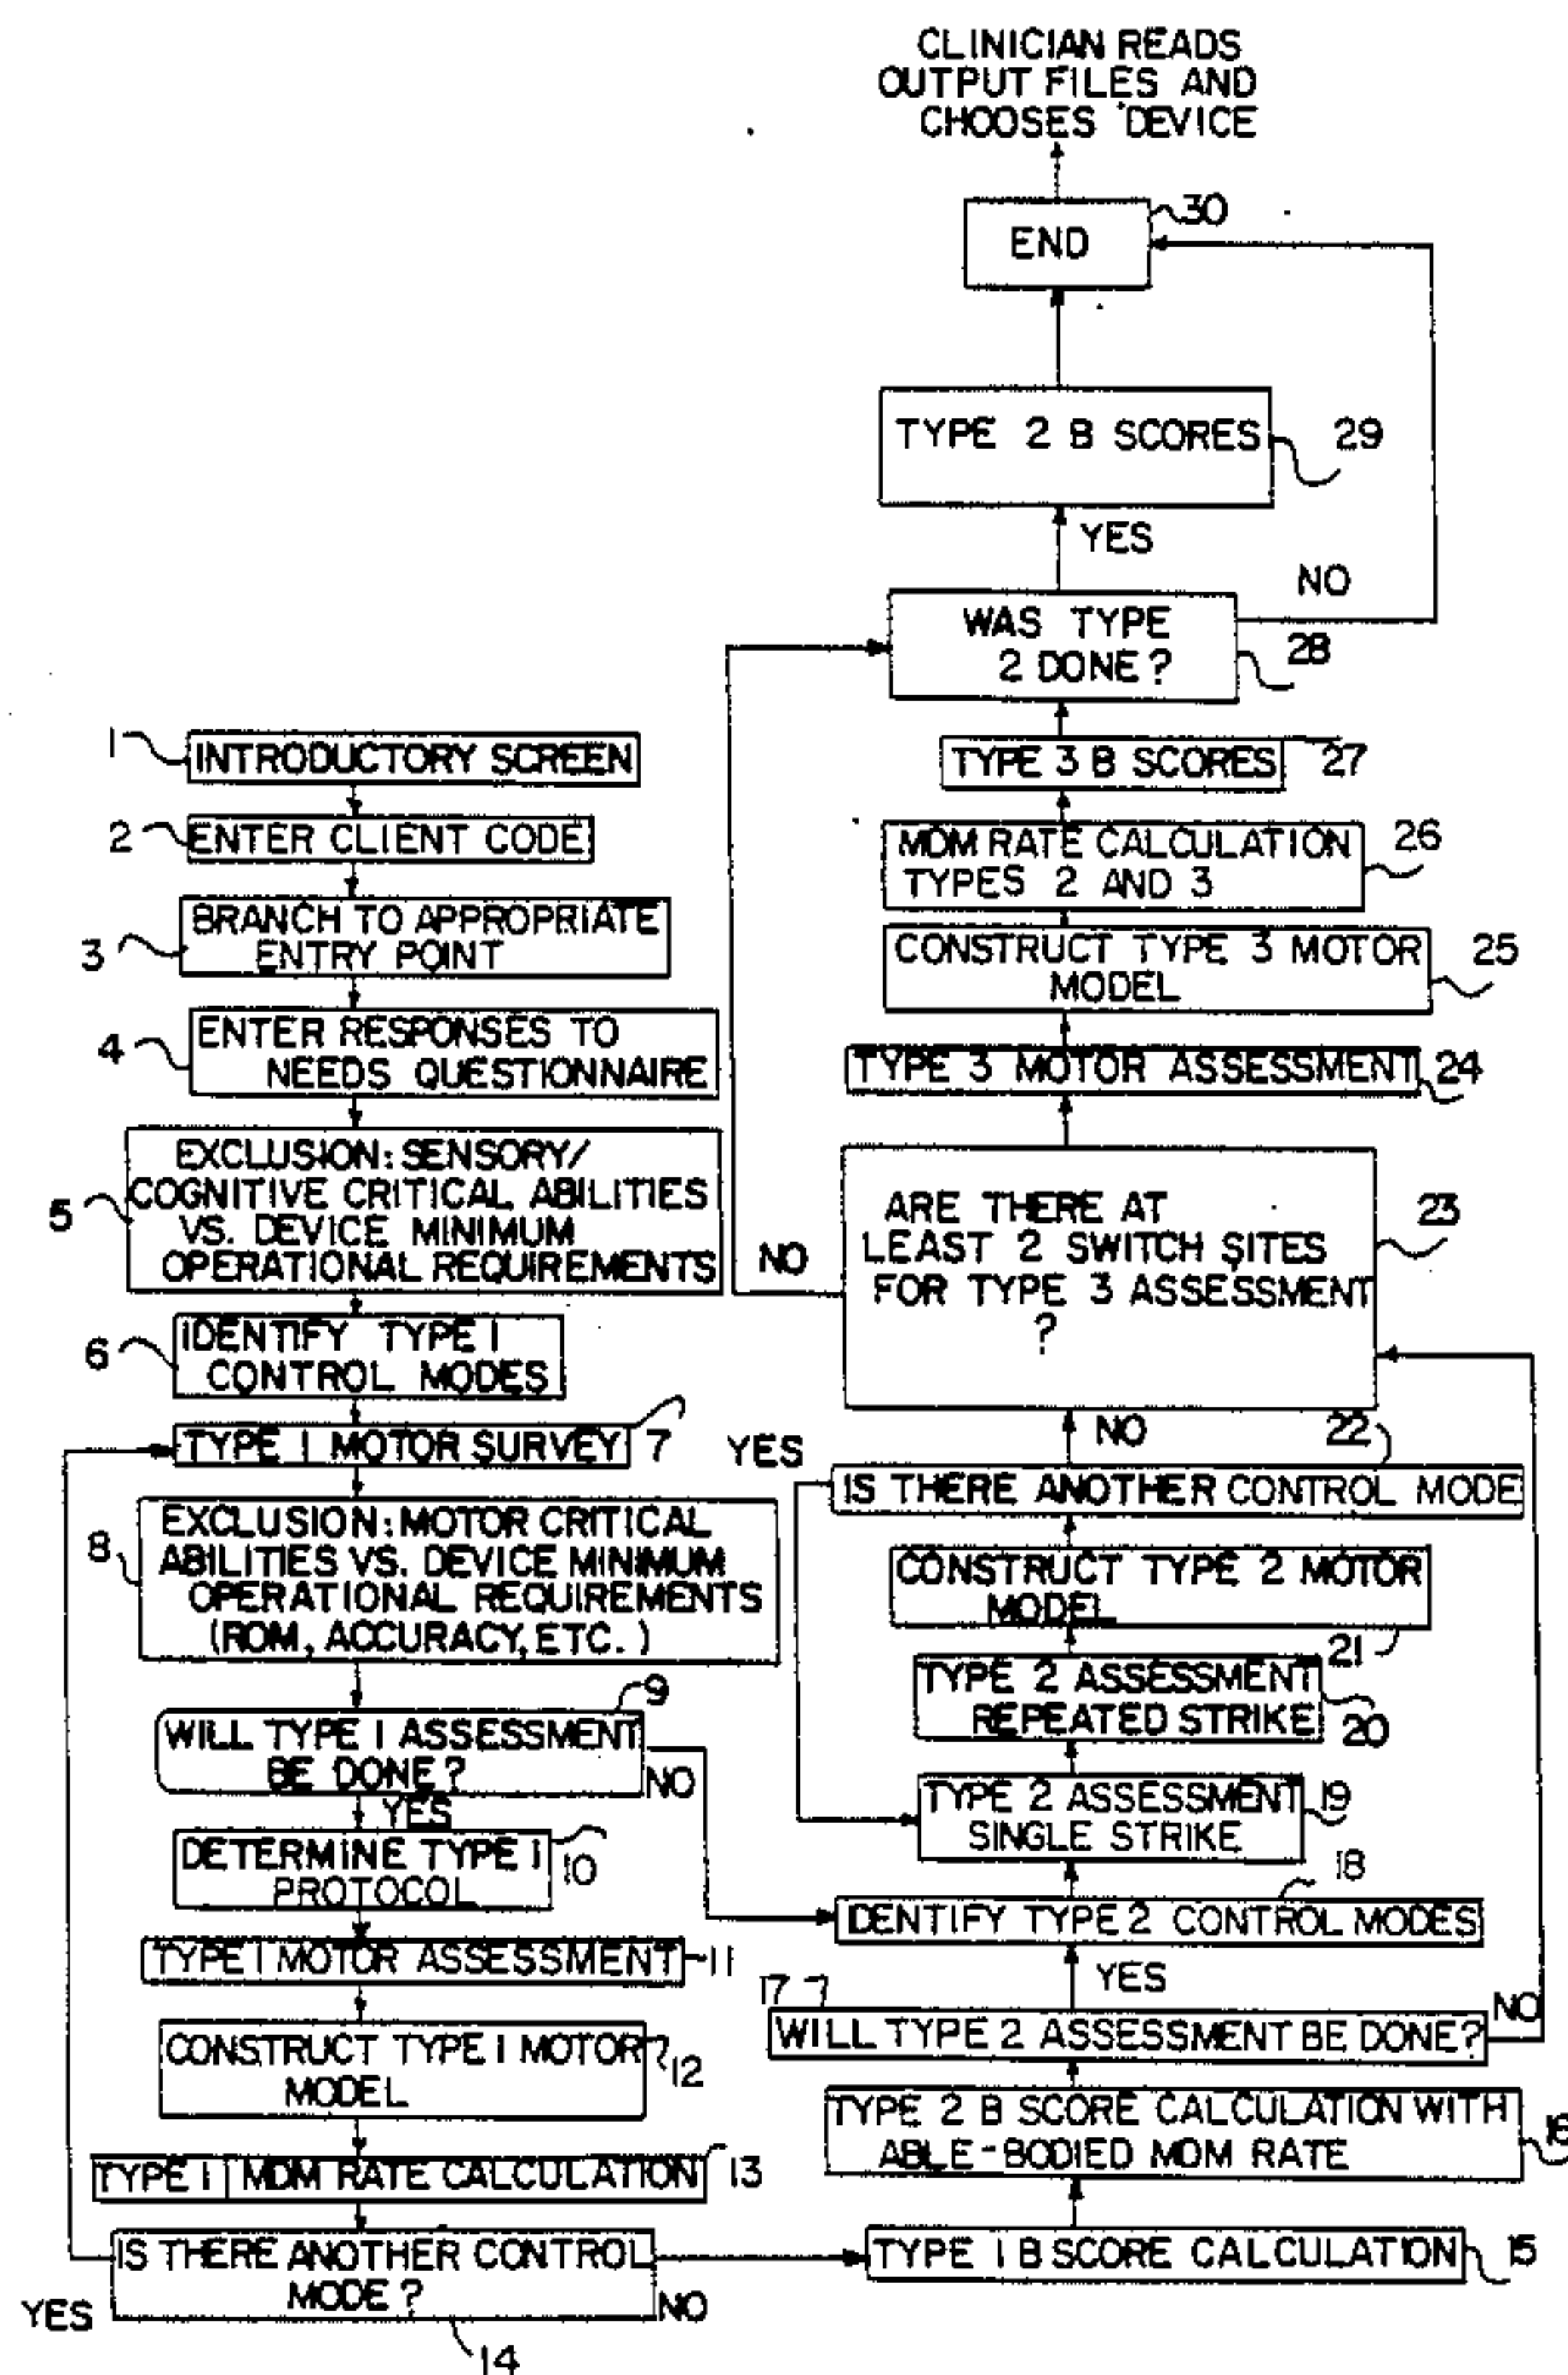 CLINICIAN READS
OUTPUT FILES AND
CHOOSES DEVICE
30
END
TYPE 2 B SCORES
29
YES
NO
WAS TYPE
2 DONE?
28
1
INTRODUCTORY SCREEN
2
ENTER CLIENT CODE
3
BRANCH TO APPROPRIATE
ENTRY POINT
4
ENTER RESPONSES TO
NEEDS QUESTIONNAIRE
5
EXCLUSION: SENSORY/
COGNITIVE CRITICAL ABILITIES
VS. DEVICE MINIMUM
OPERATIONAL REQUIREMENTS
6
IDENTIFY TYPE I
CONTROL MODES
TYPE I MOTOR SURVEY
7
8
EXCLUSION: MOTOR CRITICAL
ABILITIES VS. DEVICE MINIMUM
OPERATIONAL REQUIREMENTS
(ROM, ACCURACY, ETC.)
9
WILL TYPE I ASSESSMENT
BE DONE?
NO
YES
DETERMINE TYPE I
PROTOCOL
10
TYPE I MOTOR ASSESSMENT
11
CONSTRUCT TYPE I MOTOR
MODEL
12
TYPE I MDM RATE CALCULATION
13
IS THERE ANOTHER CONTROL
MODE?
YES
NO
14
TYPE 3 B SCORES
27
MDM RATE CALCULATION
TYPES 2 AND 3
26
CONSTRUCT TYPE 3 MOTOR
MODEL
25
TYPE 3 MOTOR ASSESSMENT
24
ARE THERE AT
LEAST 2 SWITCH SITES
FOR TYPE 3 ASSESSMENT
?
23
NO
NO
22
YES
IS THERE ANOTHER CONTROL MODE
CONSTRUCT TYPE 2 MOTOR
MODEL
21
TYPE 2 ASSESSMENT
REPEATED STRIKE
20
TYPE 2 ASSESSMENT
SINGLE STRIKE
19
18
IDENTIFY TYPE 2 CONTROL MODES
YES
17
NO
WILL TYPE 2 ASSESSMENT BE DONE?
TYPE 2 B SCORE CALCULATION WITH
ABLE-BODIED MDM RATE
16
TYPE I B SCORE CALCULATION
15